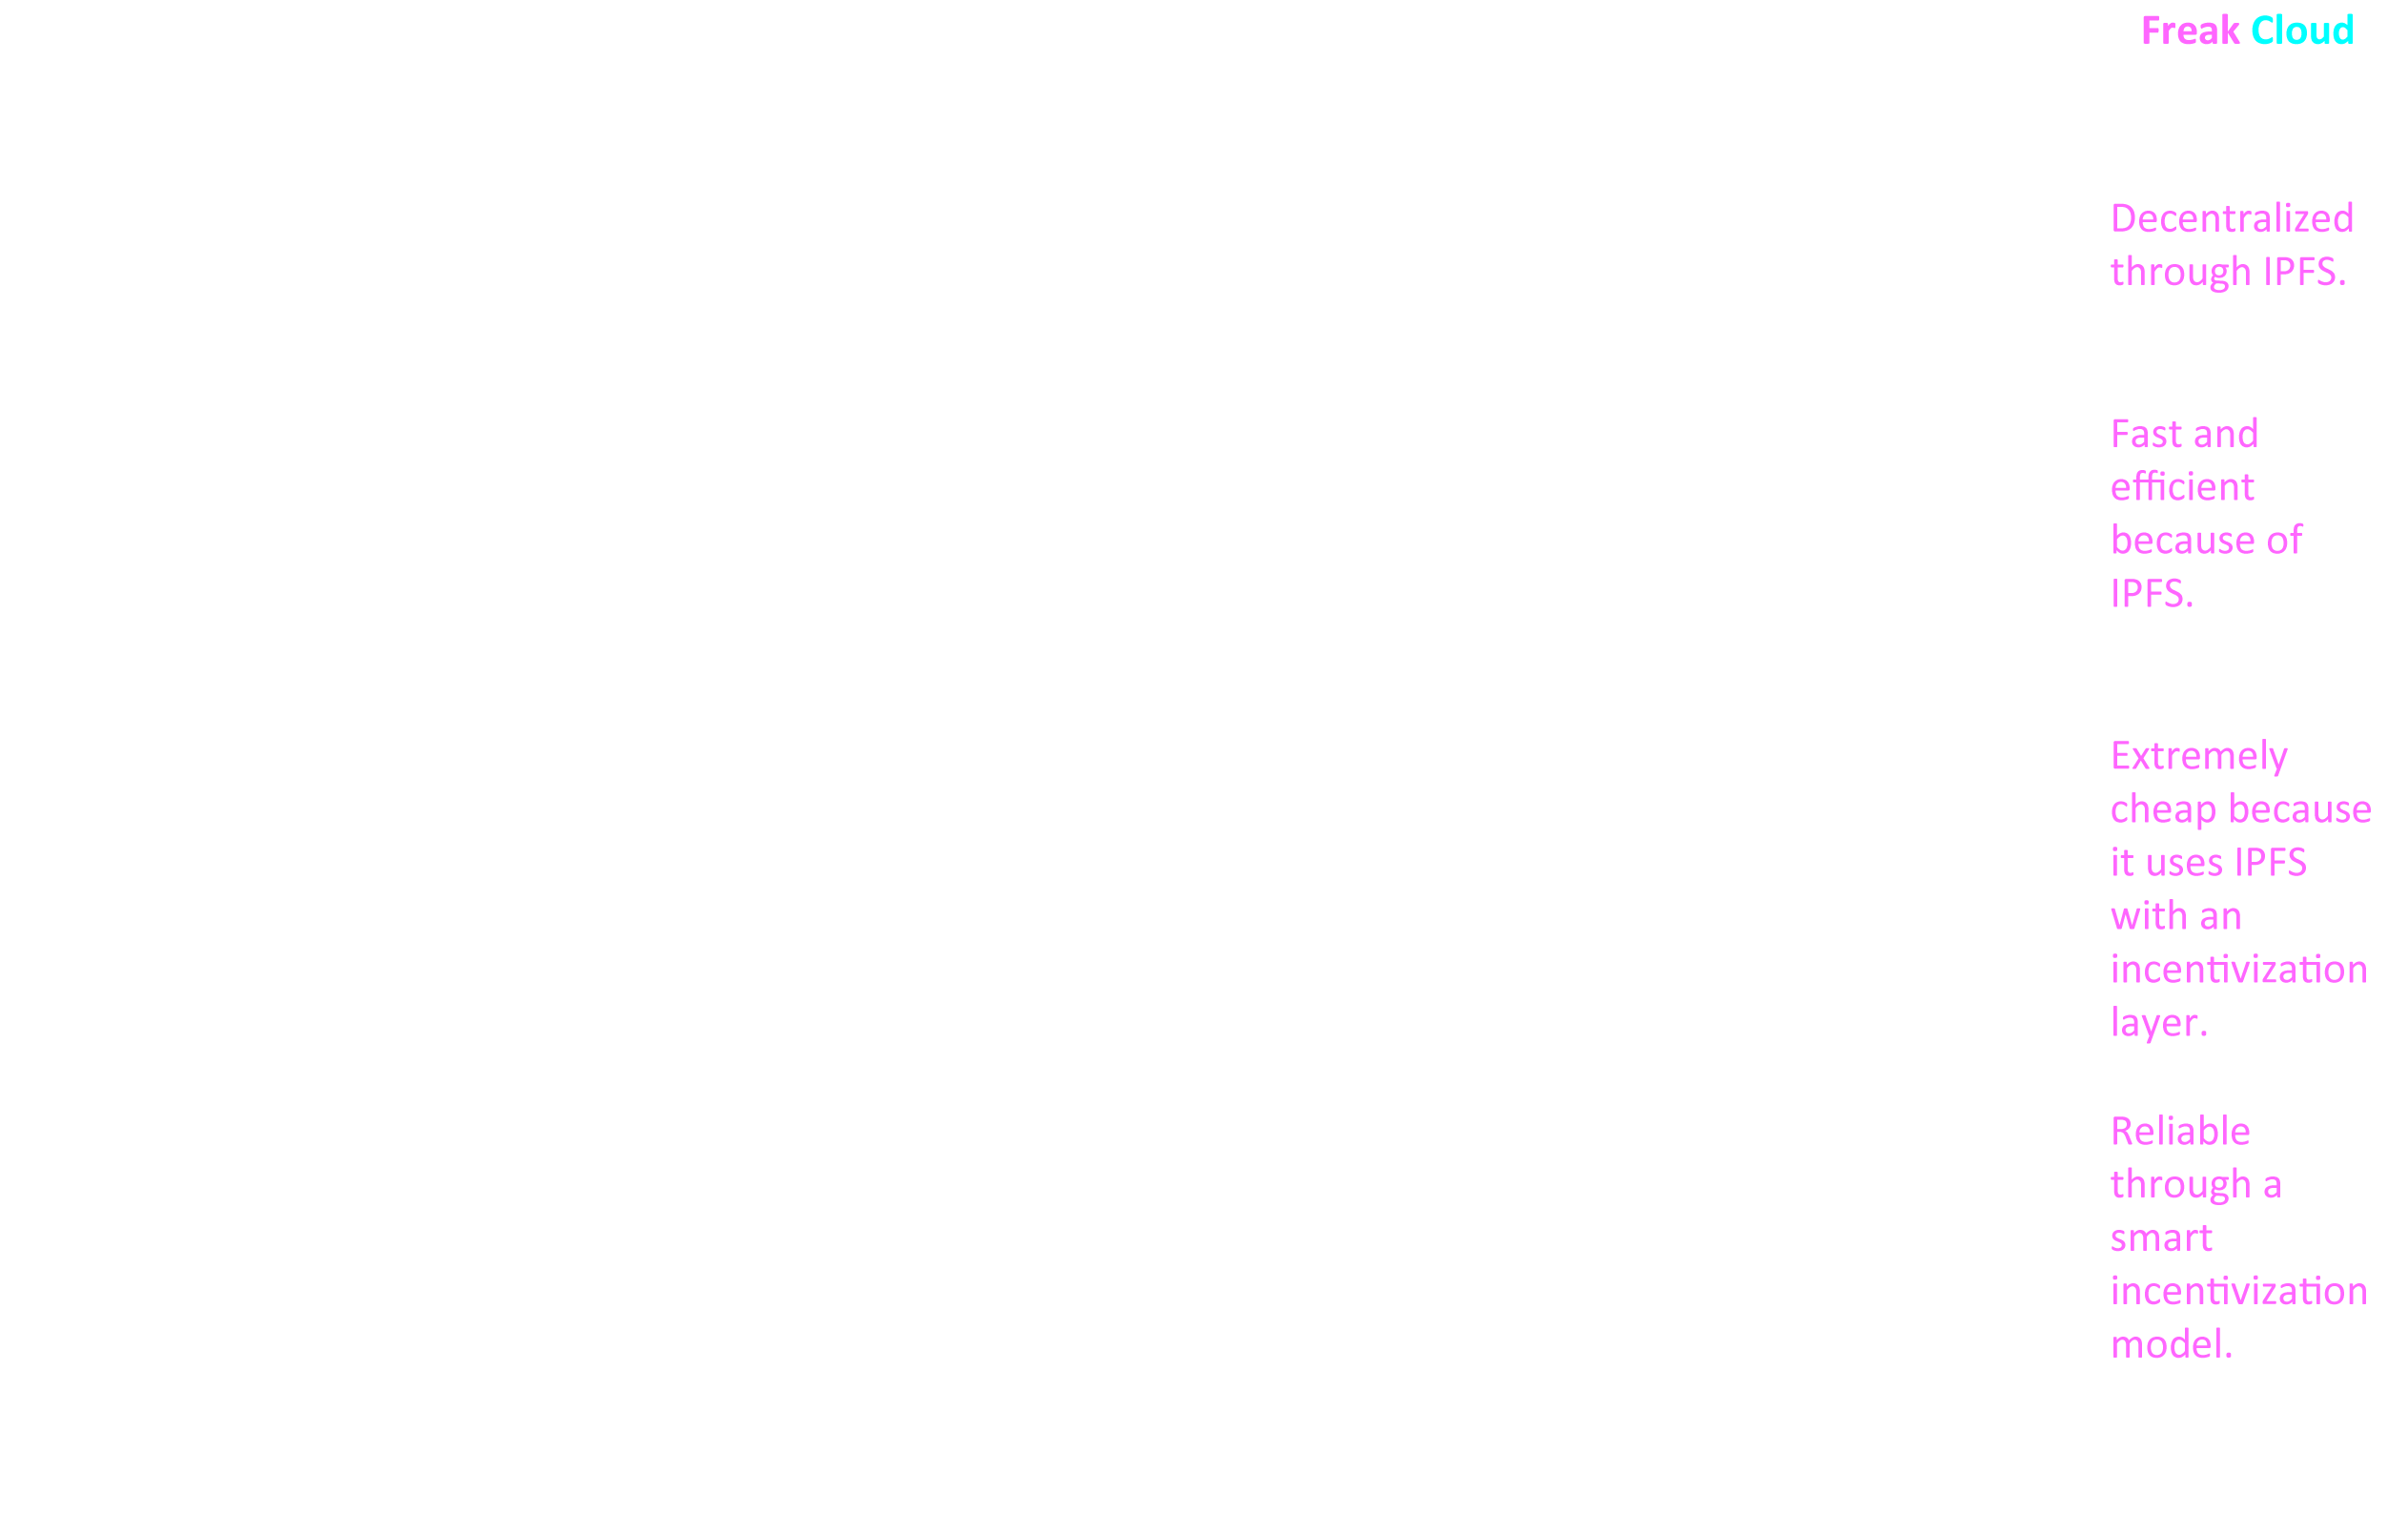 Freak Cloud
Decentralized
through IPFS.
Fast and
efficient
because of
IPFS.
Extremely
cheap because
it uses IPFS
with an
incentivization
layer.
Reliable
through a
smart
incentivization
model.